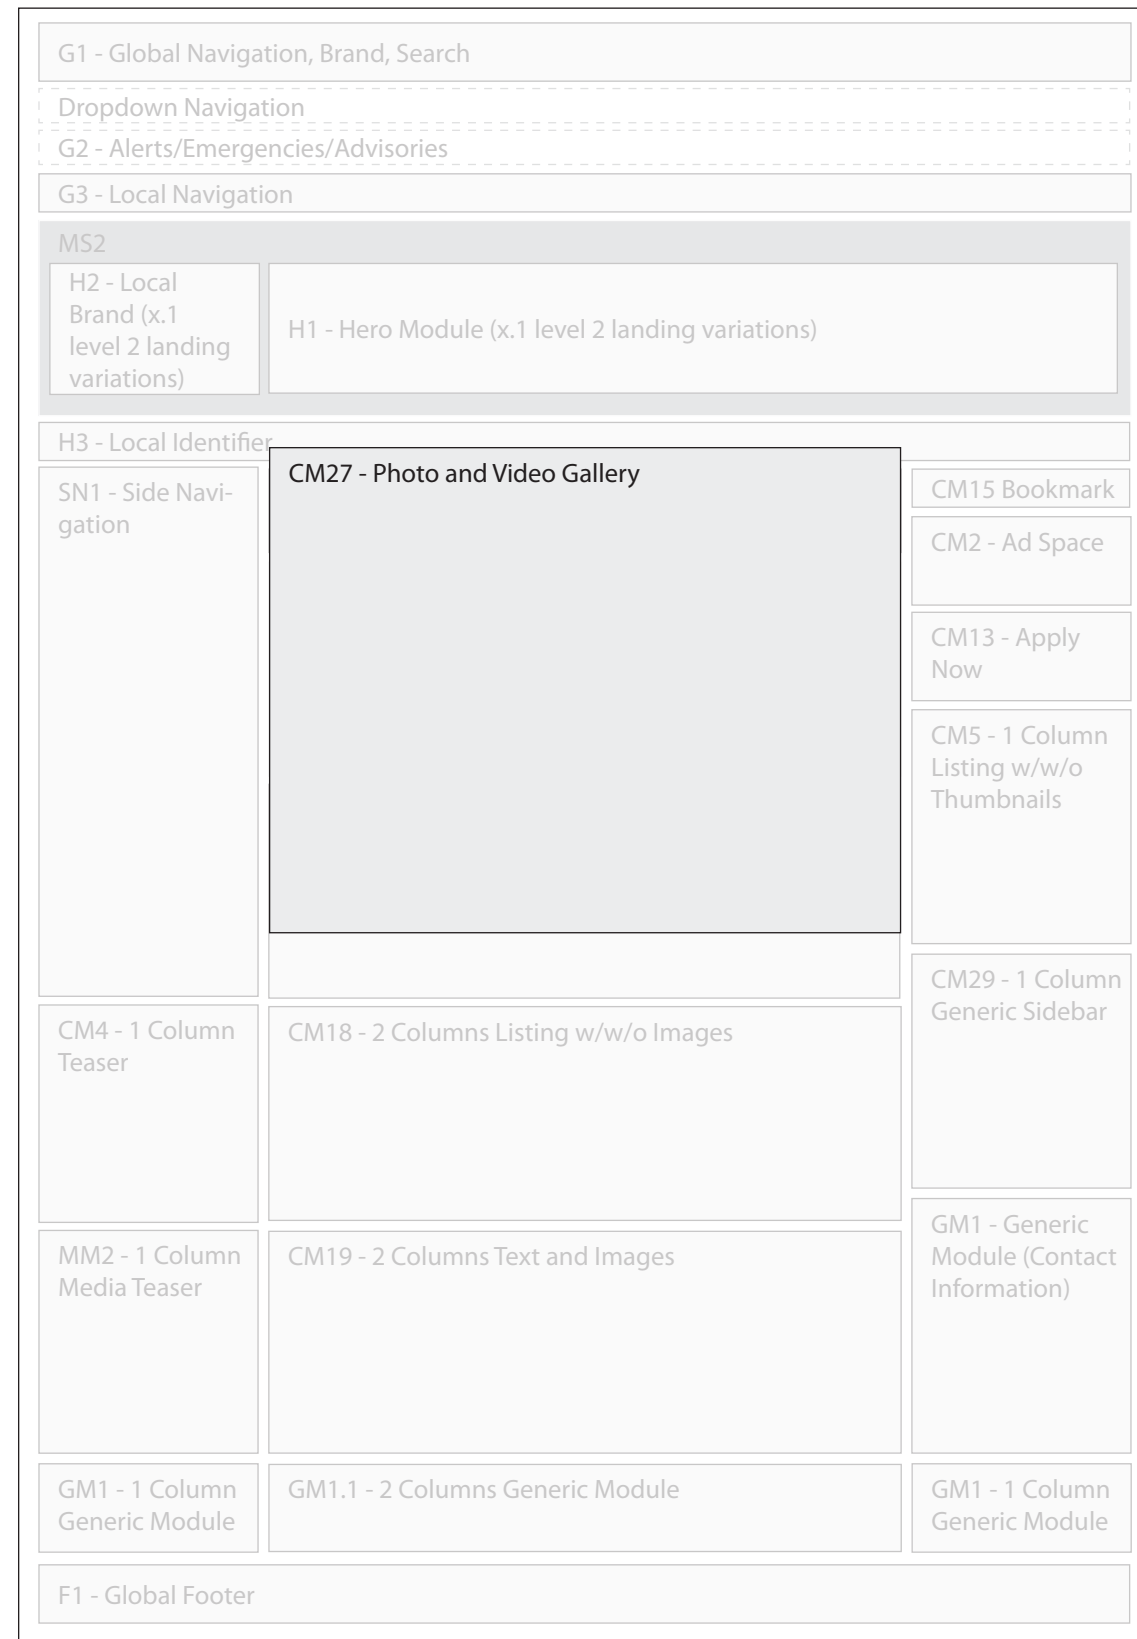 G1 - Global Navigation, Brand, Search
Dropdown Navigation
G2 - Alerts/Emergencies/Advisories
G3 - Local Navigation
MS2
H2 - Local
Brand (x.1
level 2 landing
variations)
H1 - Hero Module (x.1 level 2 landing variations)
H3 - Local Identifier
SN1 - Side Navi-
gation
CM27 - Photo and Video Gallery
CM15 Bookmark
CM2 - Ad Space
CM13 - Apply
Now
CM5 - 1 Column
Listing w/w/o
Thumbnails
CM29 - 1 Column
Generic Sidebar
CM4 - 1 Column
Teaser
CM18 - 2 Columns Listing w/w/o Images
GM1 - Generic
Module (Contact
Information)
MM2 - 1 Column
Media Teaser
CM19 - 2 Columns Text and Images
GM1 - 1 Column
Generic Module
GM1.1 - 2 Columns Generic Module
GM1 - 1 Column
Generic Module
F1 - Global Footer